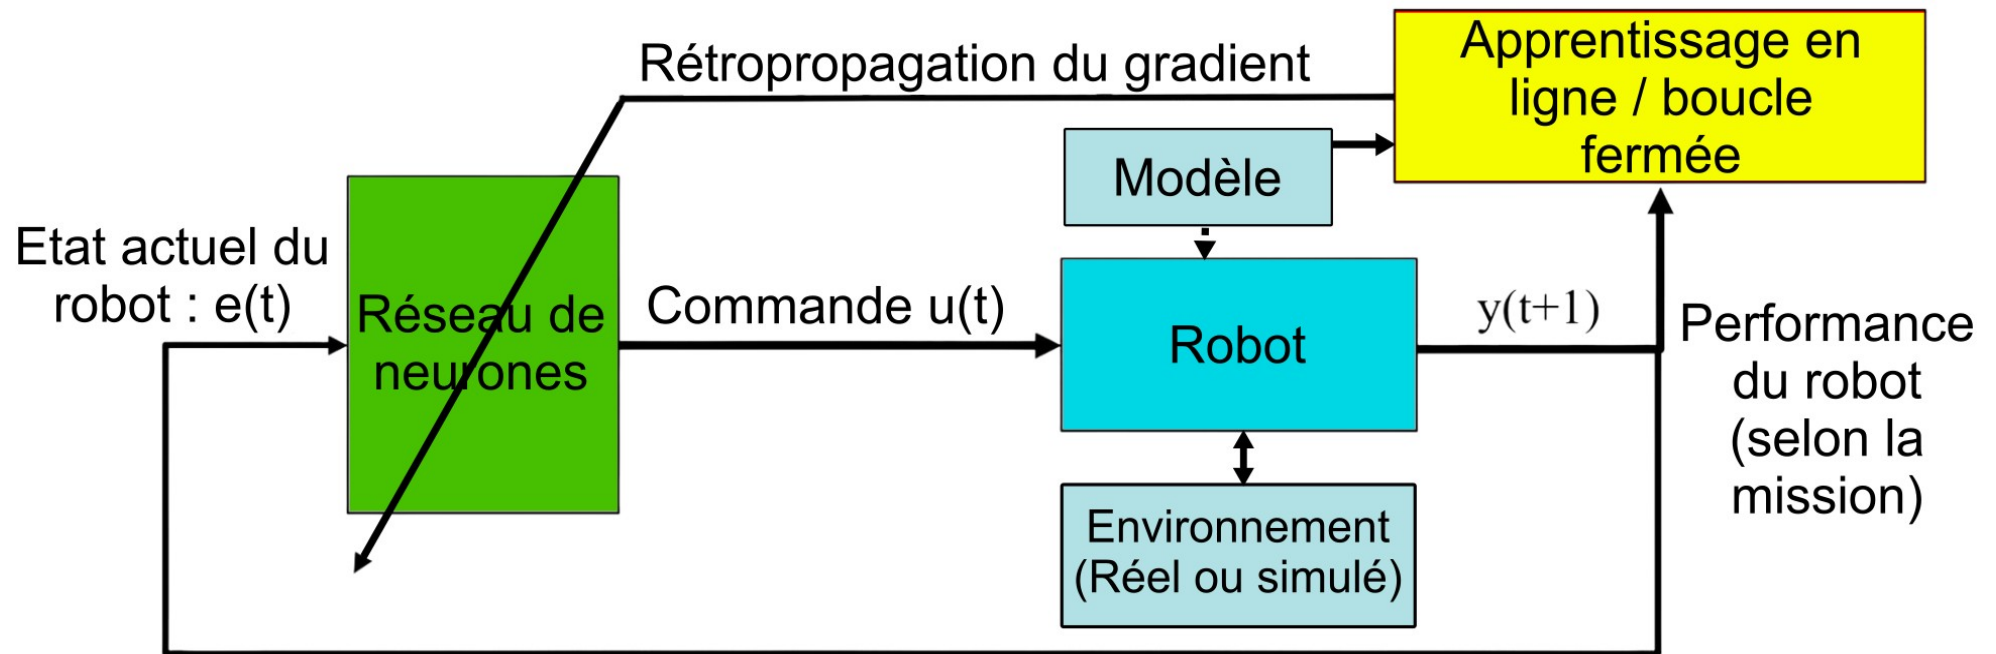 Rétropropagation du gradient
Apprentissage en
ligne / boucle
fermée
Modèle
Etat actuel du
robot : e(t)
Réseau de
neurones
Commande u(t)
Robot
y(t+1)
Performance
du robot
(selon la
mission)
Environnement
(Réel ou simulé)